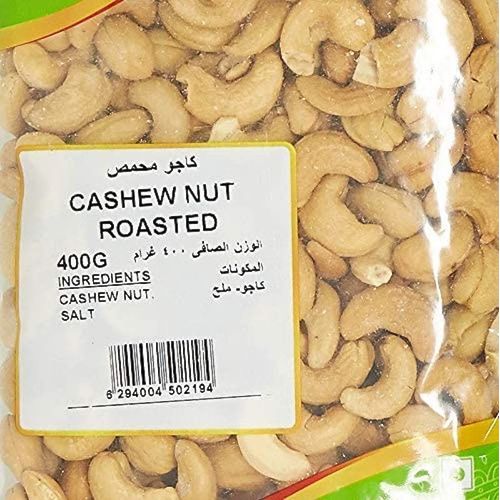 كاجو محمص
CASHEW NUT
ROASTED
400G الوزن الصافى ٤٠٠ غرام
INGREDIENTS المكونات
CASHEW NUT. كاجو- ملح
SALT
6 294004 502194